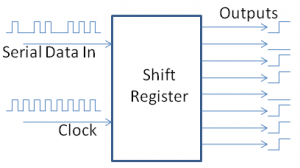 Outputs
Serial Data In
Shift
Register
Clock